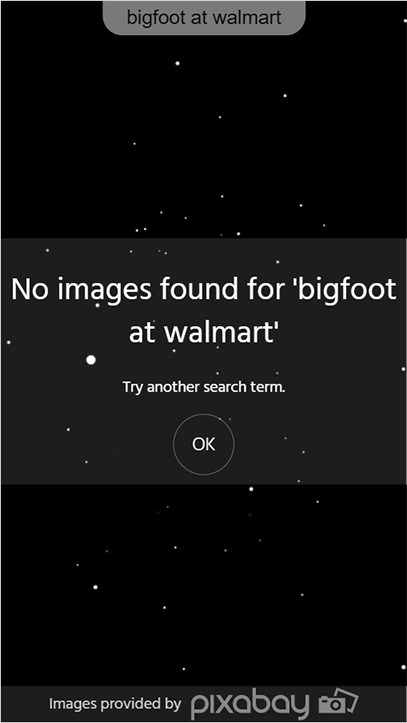 bigfoot at walmart
No images found for 'bigfoot
at walmart'
Try another search term.
OK
Images provided by pixabay